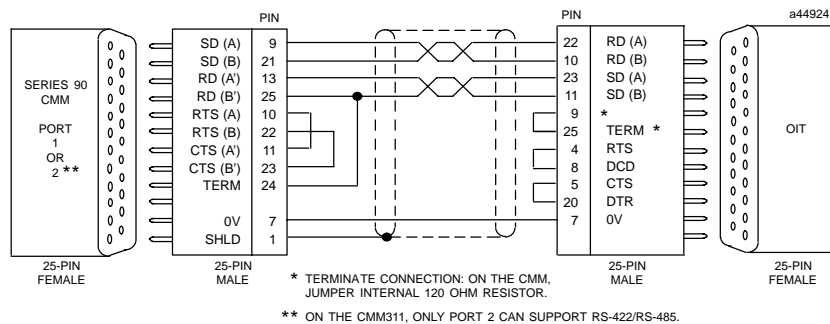 a44924
PIN
PIN
SERIES 90
CMM
PORT
1
OR
2 **
SD (A) 9
SD (B) 21
RD (A') 13
RD (B') 25
RTS (A) 10
RTS (B) 22
CTS (A') 11
CTS (B') 23
TERM 24
0V 7
SHLD 1
22 RD (A)
10 RD (B)
23 SD (A)
11 SD (B)
9 *
25 TERM *
4 RTS
8 DCD
5 CTS
20 DTR
7 0V
OIT
25-PIN
FEMALE
25-PIN
MALE
25-PIN
MALE
25-PIN
FEMALE
* TERMINATE CONNECTION: ON THE CMM,
JUMPER INTERNAL 120 OHM RESISTOR.
** ON THE CMM311, ONLY PORT 2 CAN SUPPORT RS-422/RS-485.